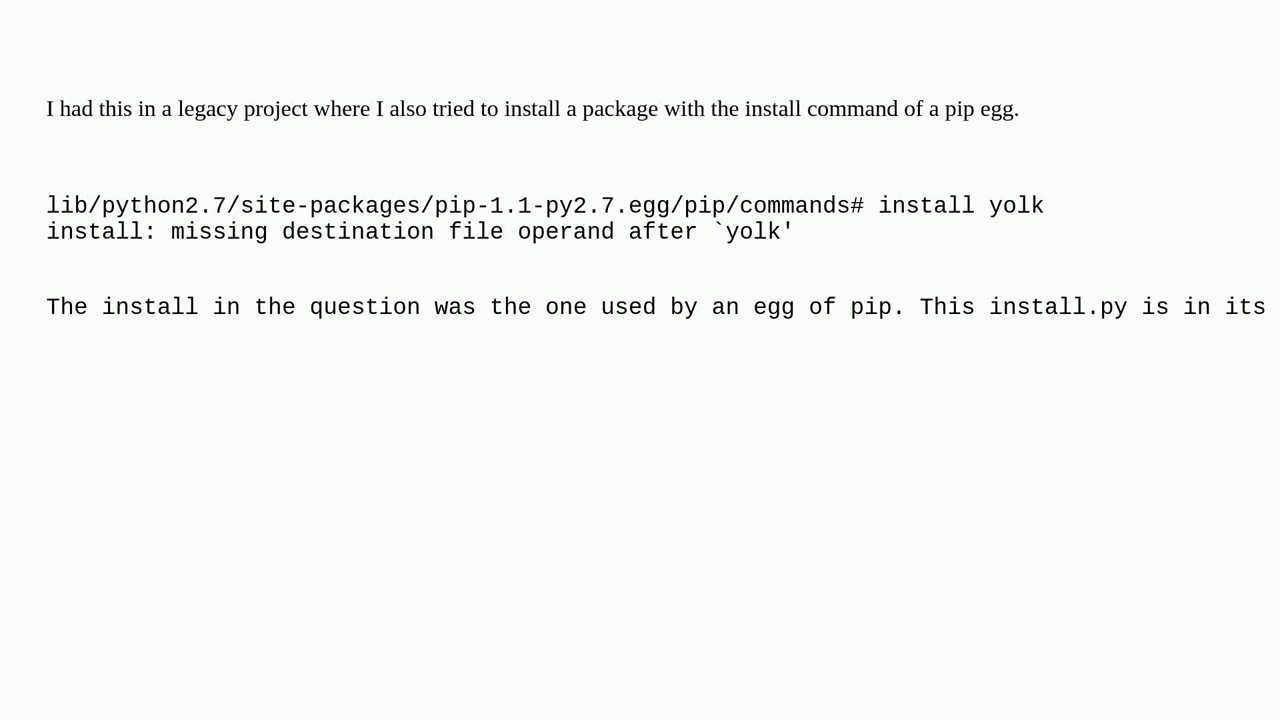 I had this in a legacy project where I also tried to install a package with the install command of a pip egg.
lib/python2.7/site-packages/pip-1.1-py2.7.egg/pip/commands# install yolk
install: missing destination file operand after `yolk'
The install in the question was the one used by an egg of pip. This install.py is in its